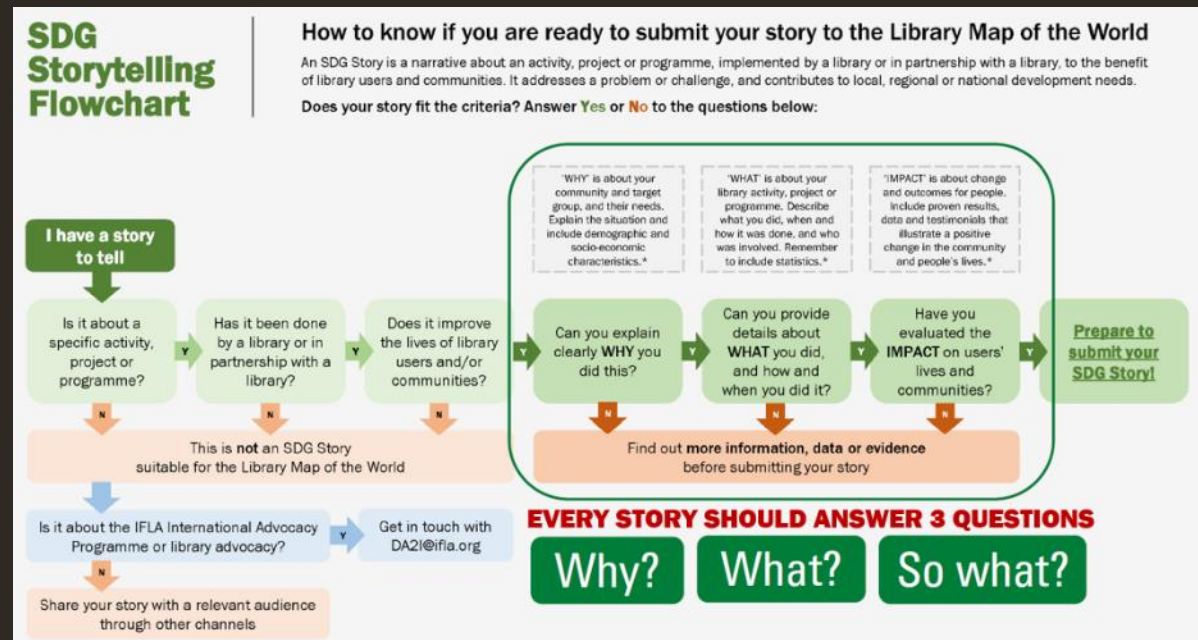 SDG
Storytelling
Flowchart
How to know if you are ready to submit your story to the Library Map of the World
An SDG Story is a narrative about an activity, project or programme, implemented by a library or in partnership with a library, to the benefit
of library users and communities. It addresses a problem or challenge, and contributes to local, regional or national development needs.
Does your story fit the criteria? Answer Yes or No to the questions below:
'WHY' is about your
community and target
group, and their needs.
Explain the situation and
include demographic and
socio-economic
characteristics.*
'WHAT' is about your
library activity, project or
programme. Describe
what you did, when and
how it was done, and who
was involved. Remember
to include statistics.*
'IMPACT' is about change
and outcomes for people.
Include proven results,
data and testimonials that
illustrate a positive
change in the community
and people's lives.*
I have a story
to tell
Is it about a
specific activity,
project or
programme?
Y
Has it been done
by a library or in
partnership with a
library?
Y
Does it improve
the lives of library
users and/or
communities?
Y
Can you explain
clearly WHY you
did this?
Y
Can you provide
details about
WHAT you did,
and how and
when you did it?
Y
Have you
evaluated the
IMPACT on users'
lives and
communities?
Y
Prepare to
submit your
SDG Story!
N
N
N
N
N
N
This is not an SDG Story
suitable for the Library Map of the World
Find out more information, data or evidence
before submitting your story
Is it about the IFLA International Advocacy
Programme or library advocacy?
Y
Get in touch with
DA2I@ifla.org
N
Share your story with a relevant audience
through other channels
EVERY STORY SHOULD ANSWER 3 QUESTIONS
Why?
What?
So what?